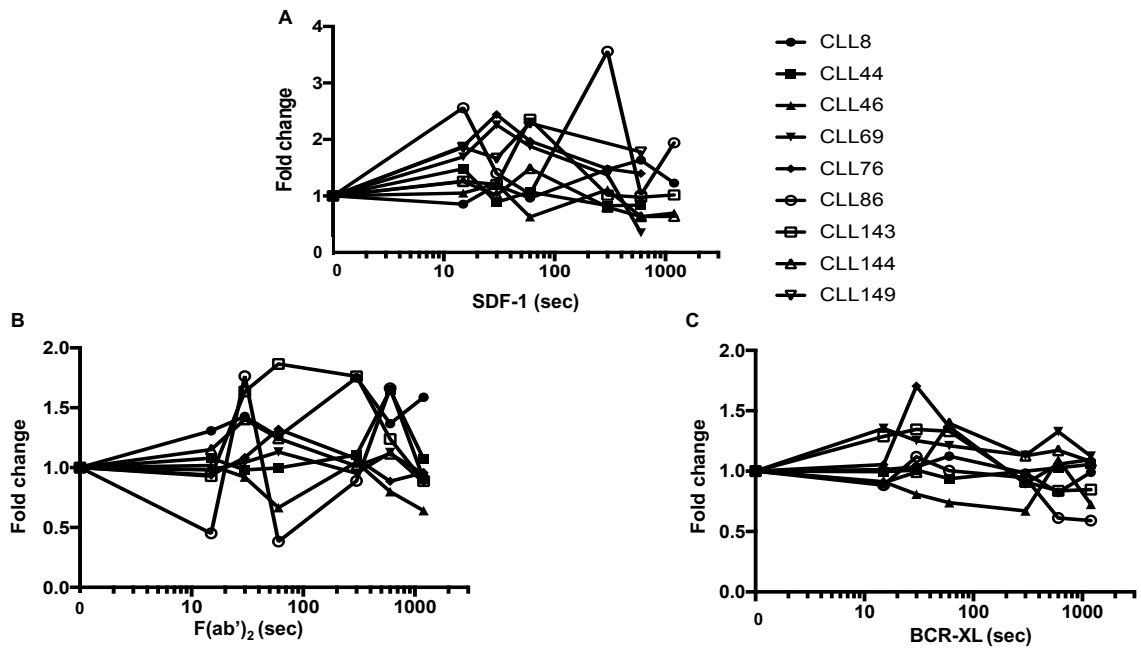 A
4
3
2
1
0
Fold change
0
10
100
1000
SDF-1 (sec)
CLL8
CLL44
CLL46
CLL69
CLL76
CLL86
CLL143
CLL144
CLL149
B
2.0
1.5
1.0
0.5
0.0
Fold change
0
10
100
1000
F(ab')₂ (sec)
C
2.0
1.5
1.0
0.5
0.0
Fold change
0
10
100
1000
BCR-XL (sec)